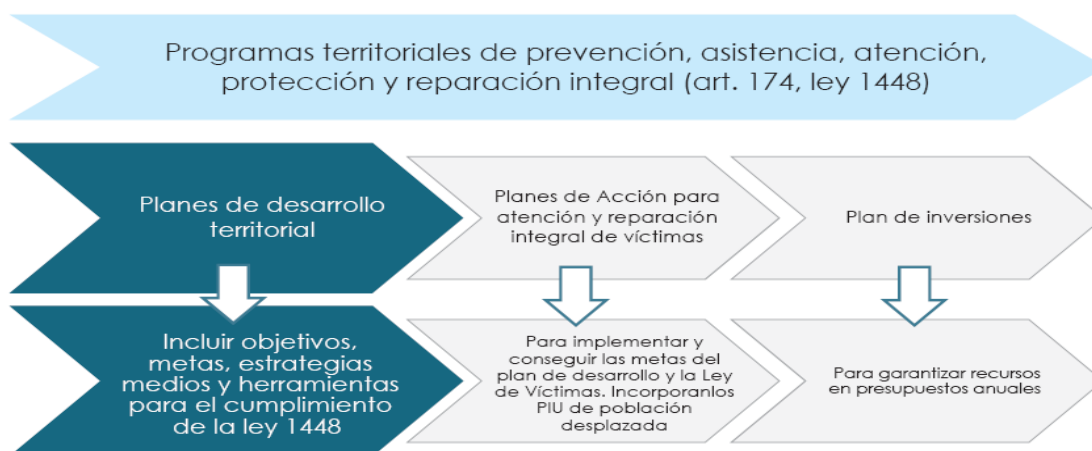 Programas territoriales de prevención, asistencia, atención,
protección y reparación integral (art. 174, ley 1448)
Planes de desarrollo
territorial
Planes de Acción para
atención y reparación
integral de víctimas
Plan de inversiones
Incluir objetivos,
metas, estrategias
medios y herramientas
para el cumplimiento
de la ley 1448
Para implementar y
conseguir las metas del
plan de desarrollo y la Ley
de Víctimas. Incorporanlos
PIU de población
desplazada
Para garantizar recursos
en presupuestos anuales